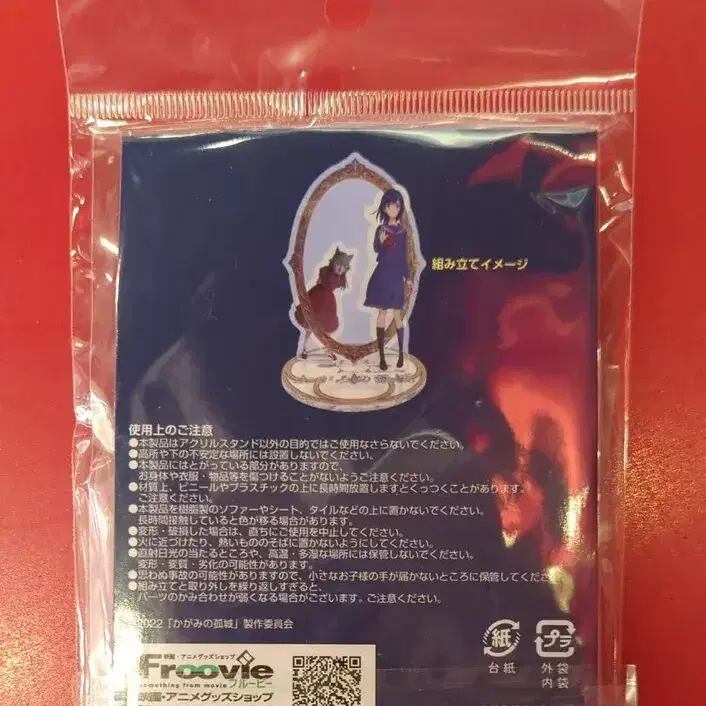 組み立てイメージ
使用上のご注意
●本製品はアクリルスタンド以外の目的ではご使用なさらないでください。
●高所や下の不安定な場所には設置しないでください。
●本製品にはとがっている部分がありますので、
お身体や衣服・物品等を傷つけることがないようご注意ください。
●材質上、ビニールやプラスチックの上に長時間放置しますとくっつくことがあります。
ご注意ください。
●本製品を樹脂製のソファーやシート、タイルなどの上に置かないでください。
長時間接触していると色が移る場合があります。
●変形・破損した場合は、直ちにご使用を中止してください。
●火に近づけたり、熱いもののそばに置かないようにしてください。
●直射日光の当たるところや、高温・多湿な場所には保管しないでください。
変形・変質・劣化の可能性があります。
●思わぬ事故の可能性がありますので、小さなお子様の手が届かないところに保管してください。
●組み立てと取り外しを繰り返しすぎると、
パーツのかみ合わせが弱くなる場合がございます。ご注意ください。
©2022「かがみの孤城」製作委員会
紙 プラ
台紙 外袋
内袋
映画・アニメグッズショップ
Froovie
フルービー
something from movie
映画・アニメグッズショップ